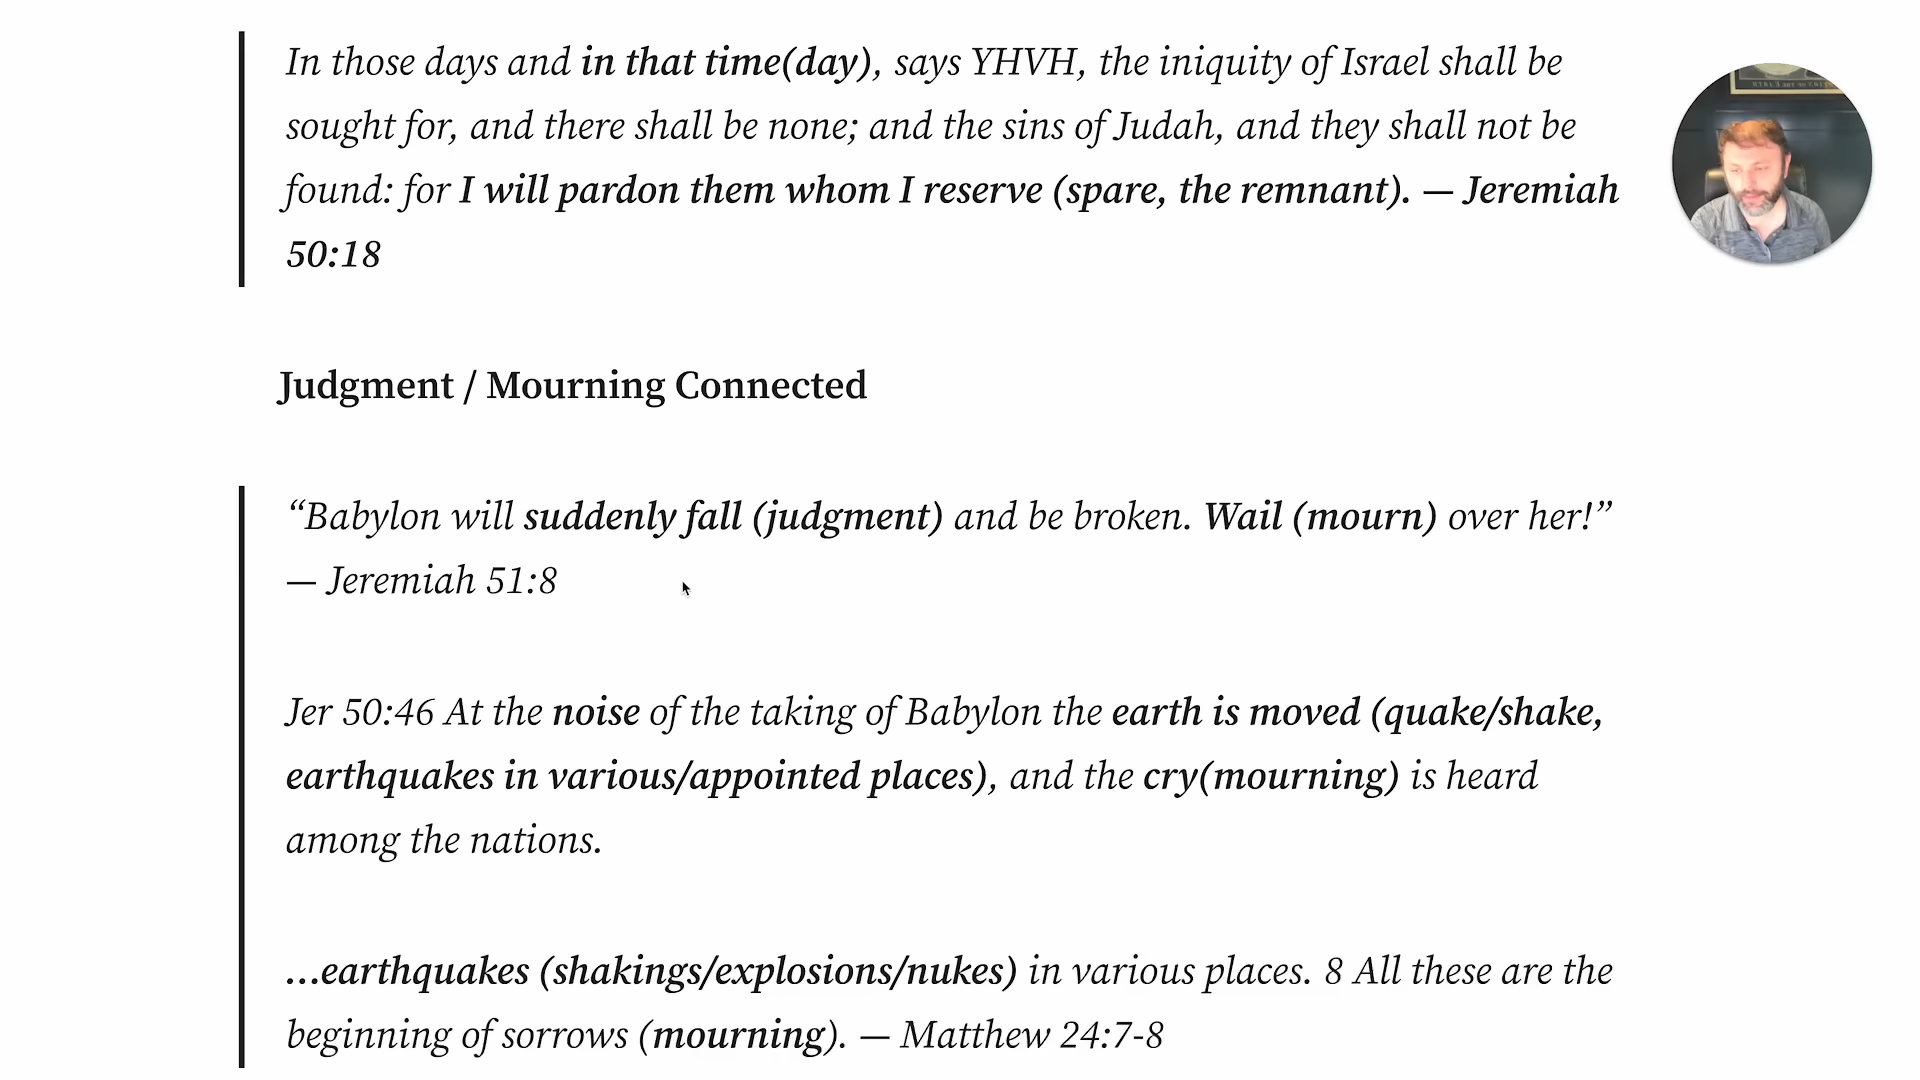 In those days and in that time(day), says YHVH, the iniquity of Israel shall be
sought for, and there shall be none; and the sins of Judah, and they shall not be
found: for I will pardon them whom I reserve (spare, the remnant). — Jeremiah
50:18
Judgment / Mourning Connected
“Babylon will suddenly fall (judgment) and be broken. Wail (mourn) over her!”
— Jeremiah 51:8
Jer 50:46 At the noise of the taking of Babylon the earth is moved (quake/shake,
earthquakes in various/appointed places), and the cry(mourning) is heard
among the nations.
…earthquakes (shakings/explosions/nukes) in various places. 8 All these are the
beginning of sorrows (mourning). — Matthew 24:7-8